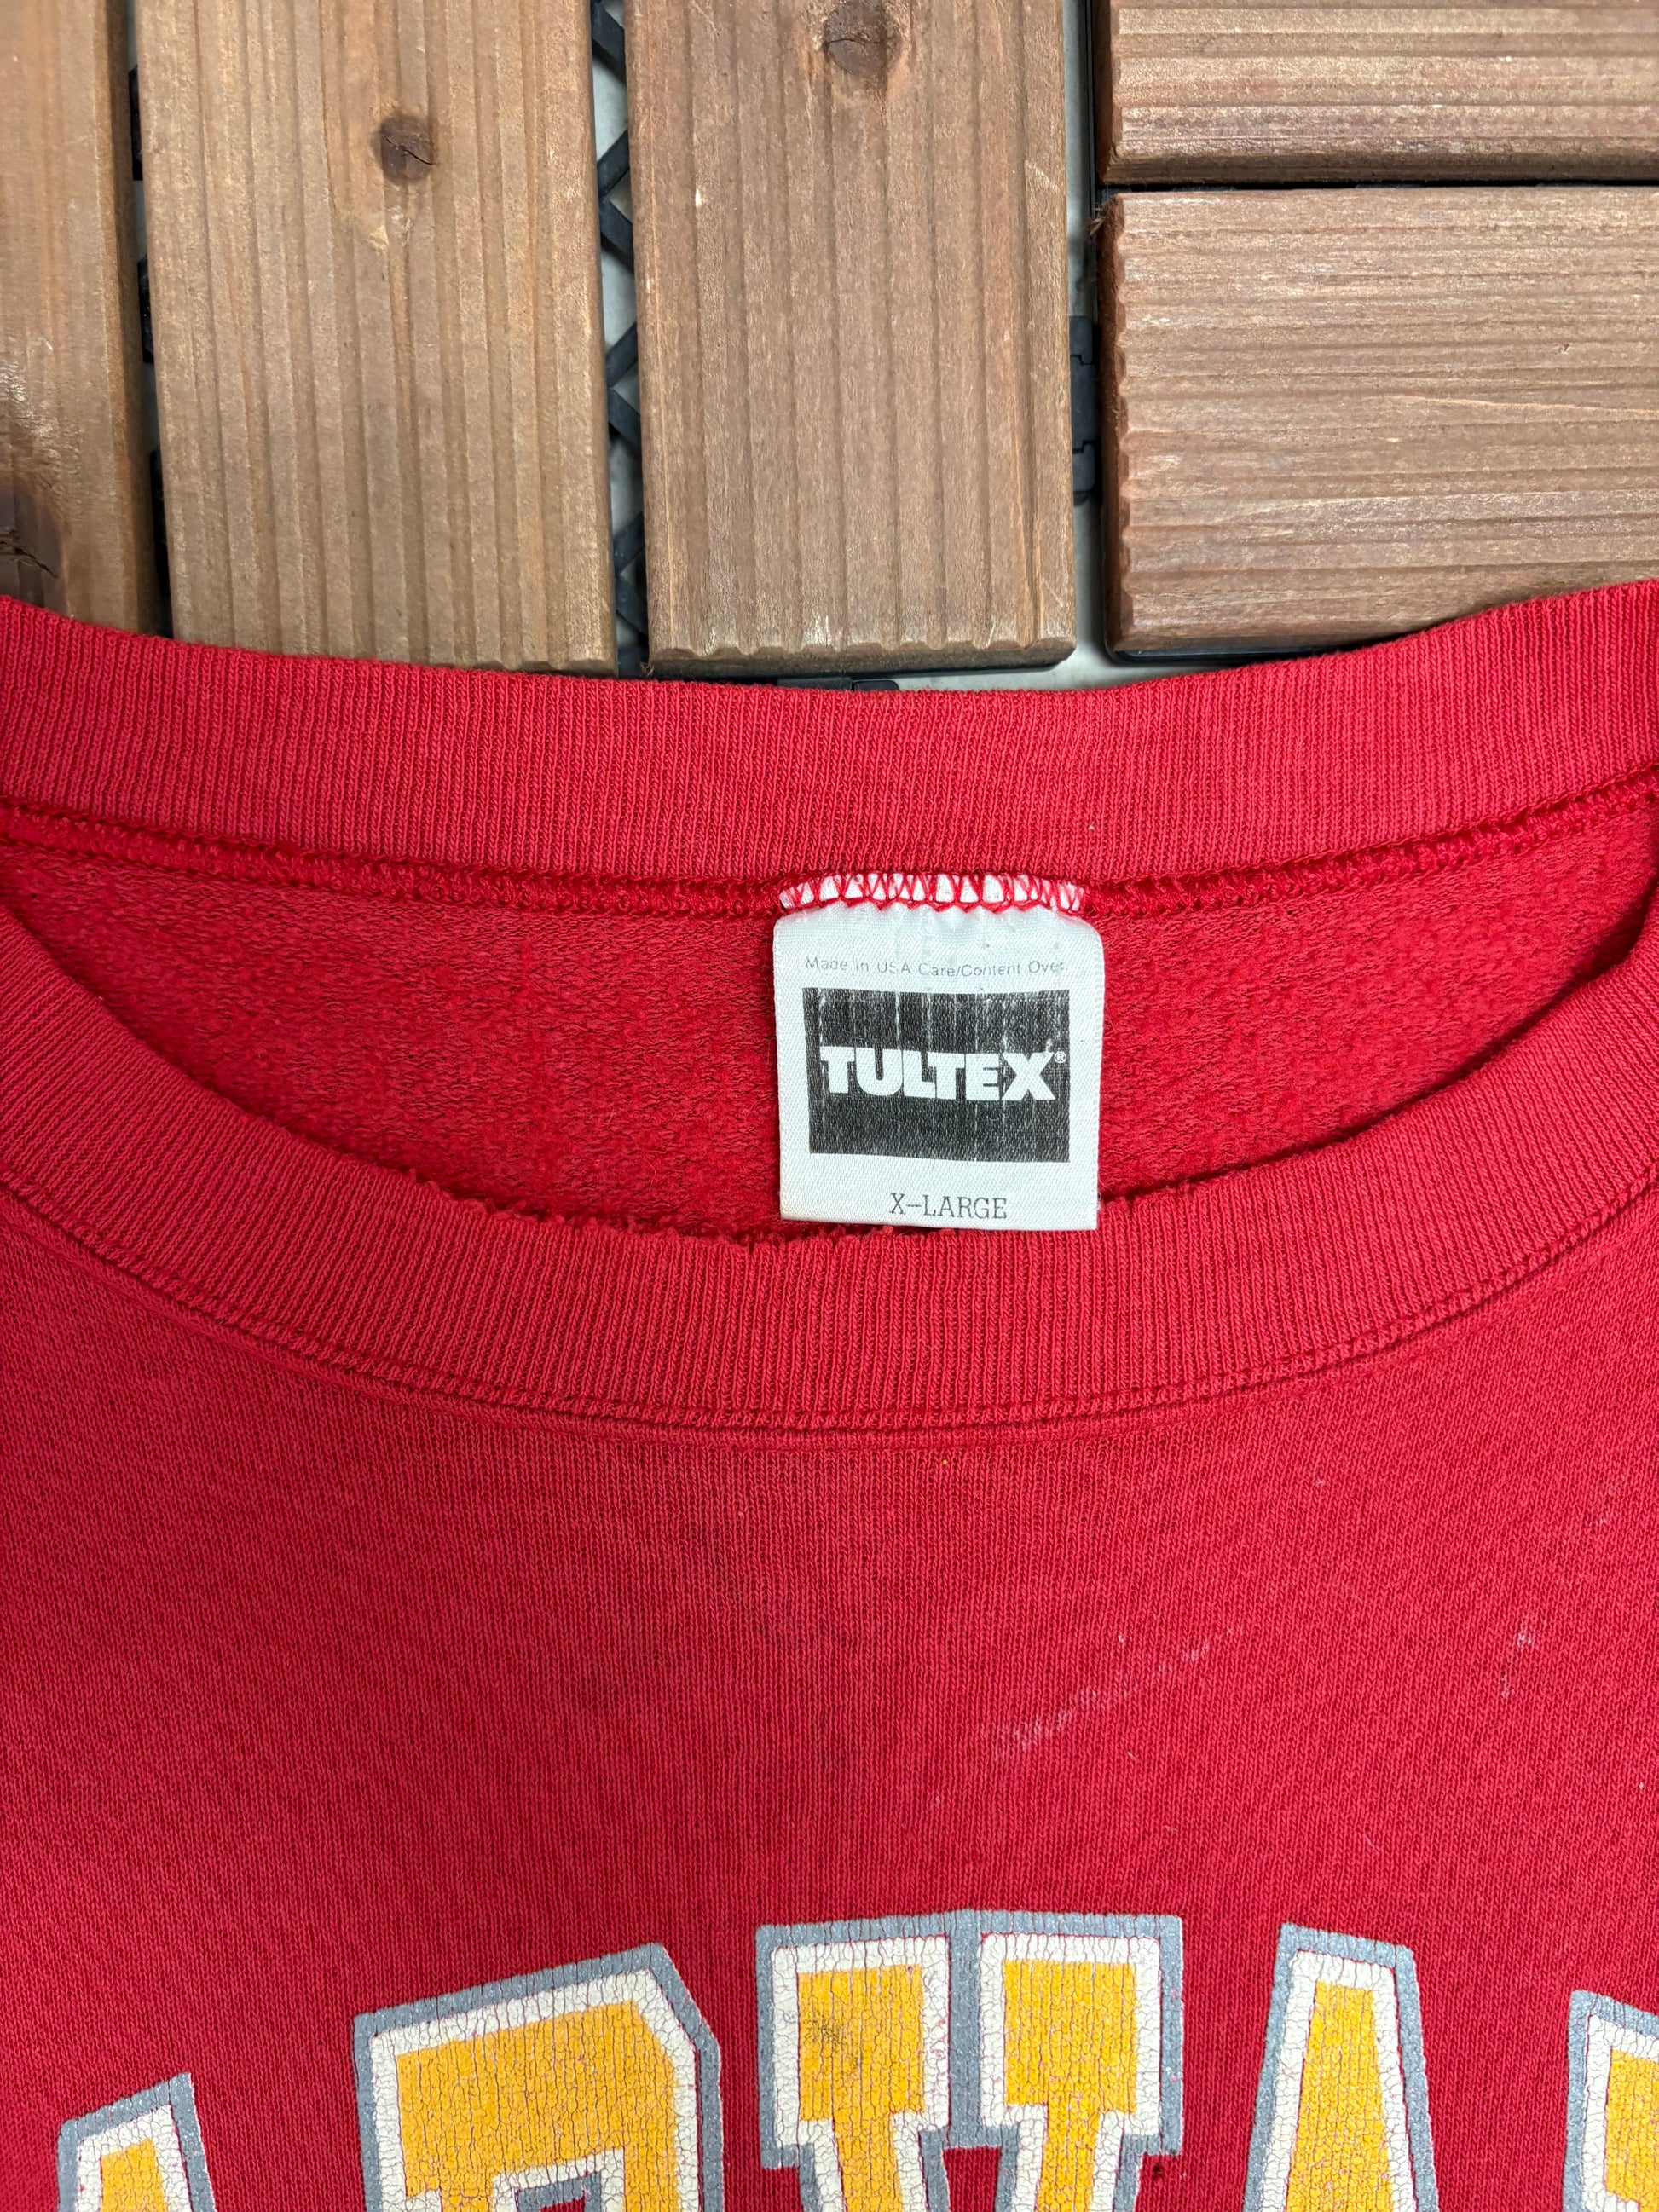 Made in USA Care/Content Over
TULTEX®
X-LARGE